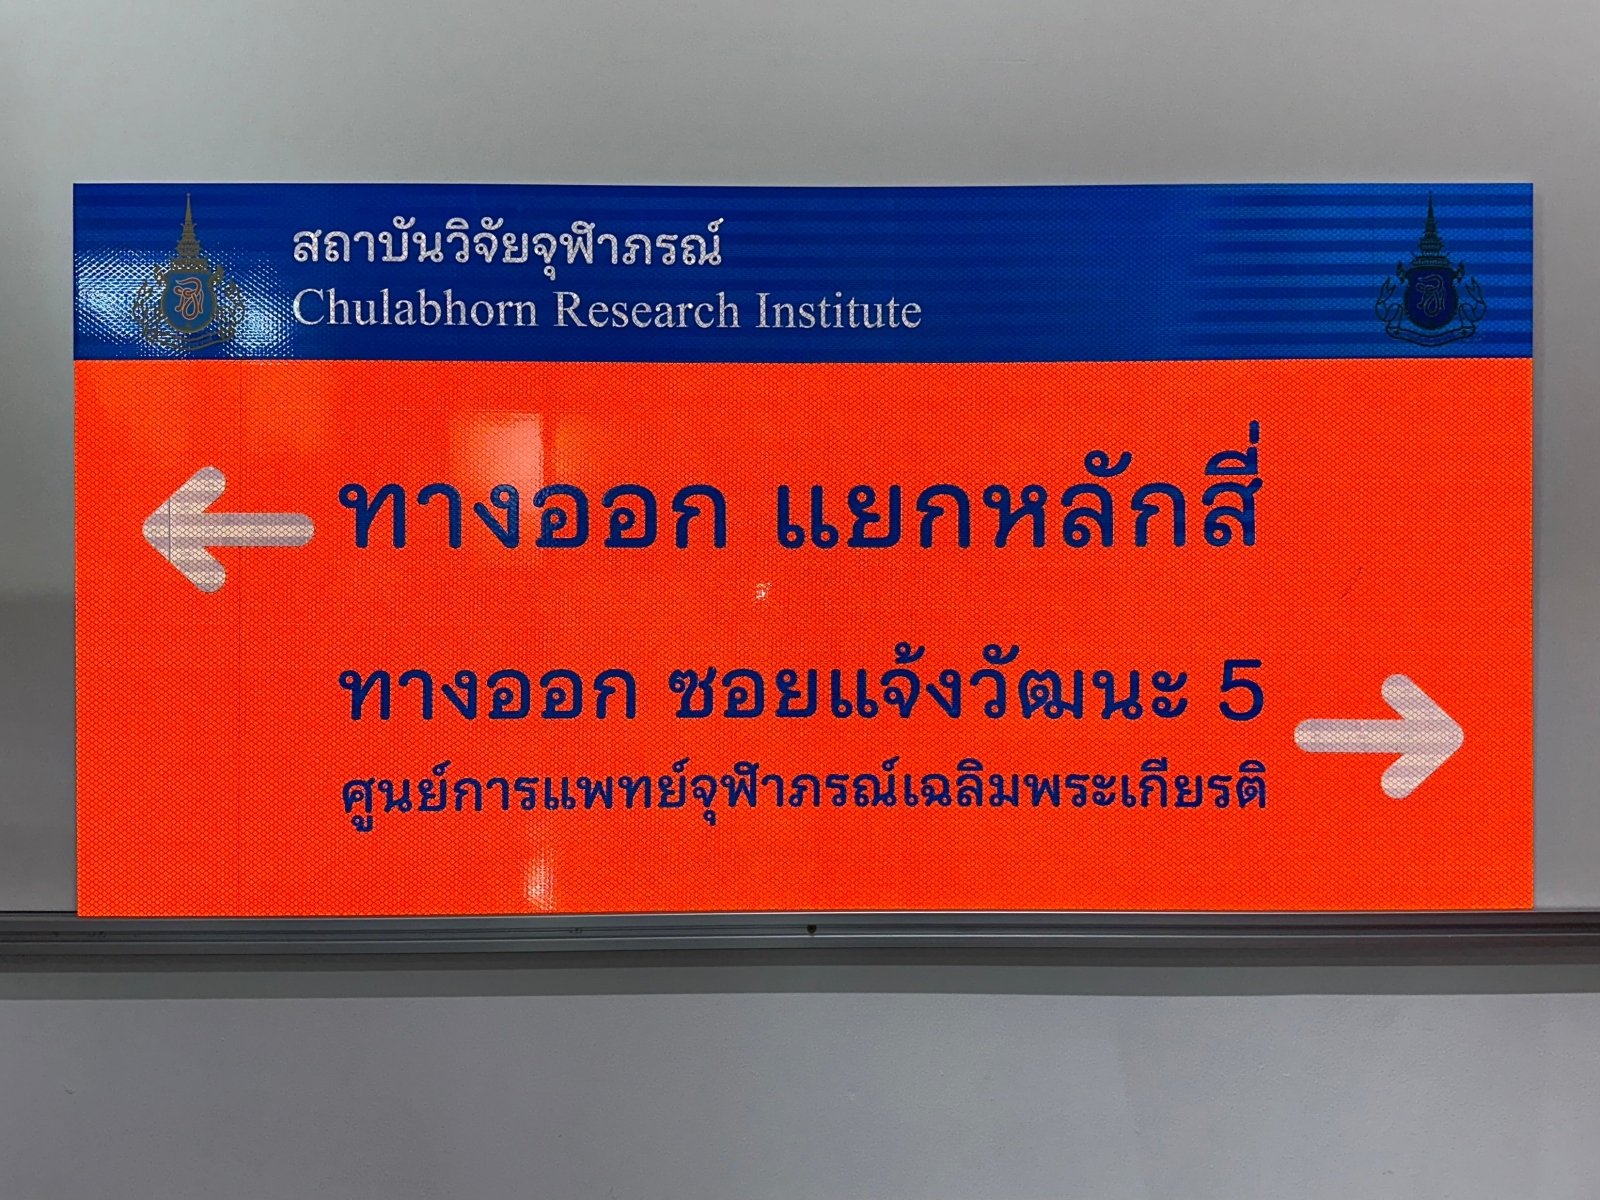 สถาบันวิจัยจุฬาภรณ์
Chulabhorn Research Institute
ทางออก แยกหลักสี่
ทางออก ซอยแจ้งวัฒนะ 5
ศูนย์การแพทย์จุฬาภรณ์เฉลิมพระเกียรติ